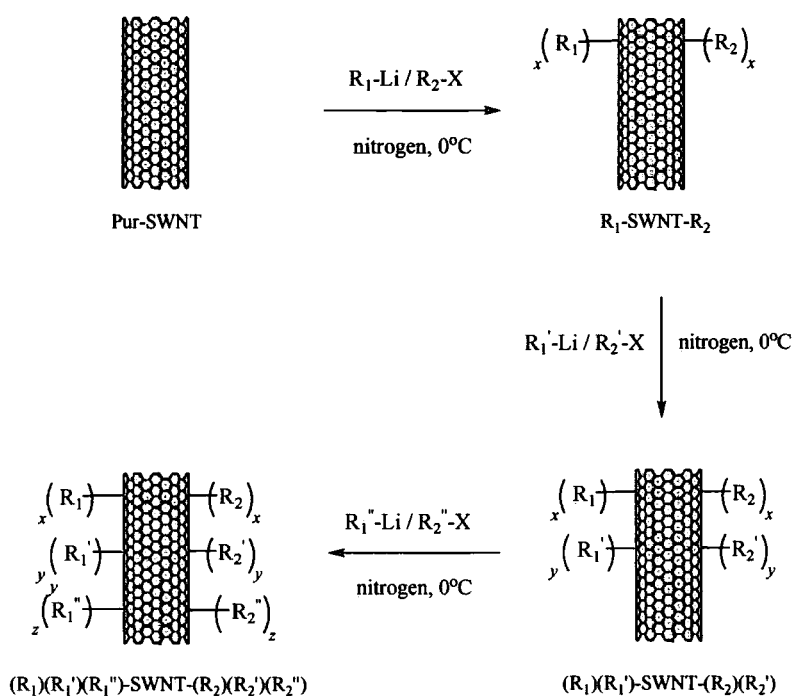 (R₁)ₓ
(R₂)ₓ
R₁-Li / R₂-X
nitrogen, 0°C
Pur-SWNT
R₁-SWNT-R₂
R₁'-Li / R₂'-X
nitrogen, 0°C
x(R₁)
(R₂)ₓ
x(R₁)
(R₂)ₓ
R₁"-Li / R₂"-X
y(R₁')
(R₂')y
y(R₁')
(R₂')y
y
nitrogen, 0°C
z(R₁")
(R₂")z
(R₁)(R₁')(R₁")-SWNT-(R₂)(R₂')(R₂")
(R₁)(R₁')-SWNT-(R₂)(R₂')